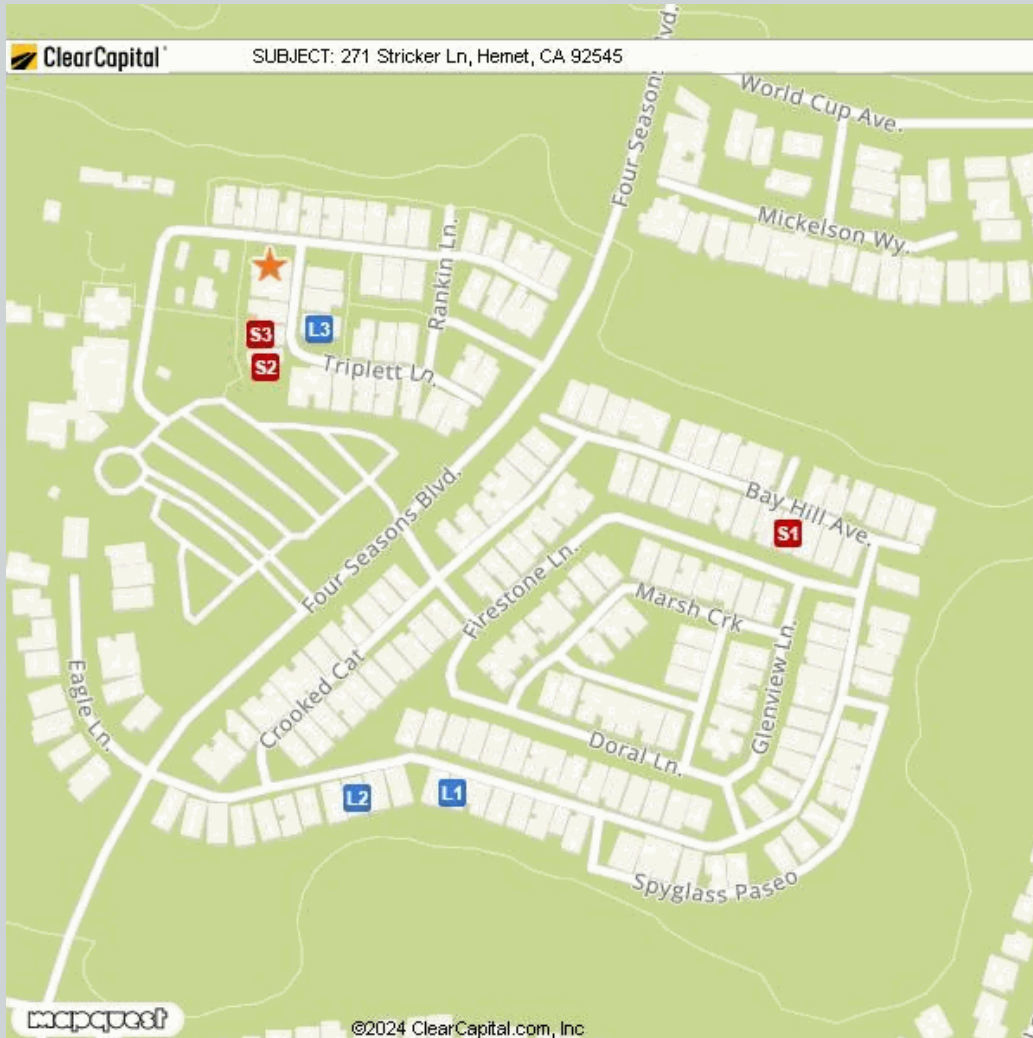 ClearCapital
SUBJECT: 271 Stricker Ln, Hemet, CA 92545
Four Seasons Blvd.
World Cup Ave.
Mickelson Wy.
Rankin Ln.
S3
L3
S2
Triplett Ln.
Four Seasons Blvd.
Bay Hill Ave.
S1
Firestone Ln.
Marsh Crk
Glenview Ln.
Eagle Ln.
Crooked Cat
Doral Ln.
L2
L1
Spyglass Paseo
mapquest
©2024 ClearCapital.com, Inc